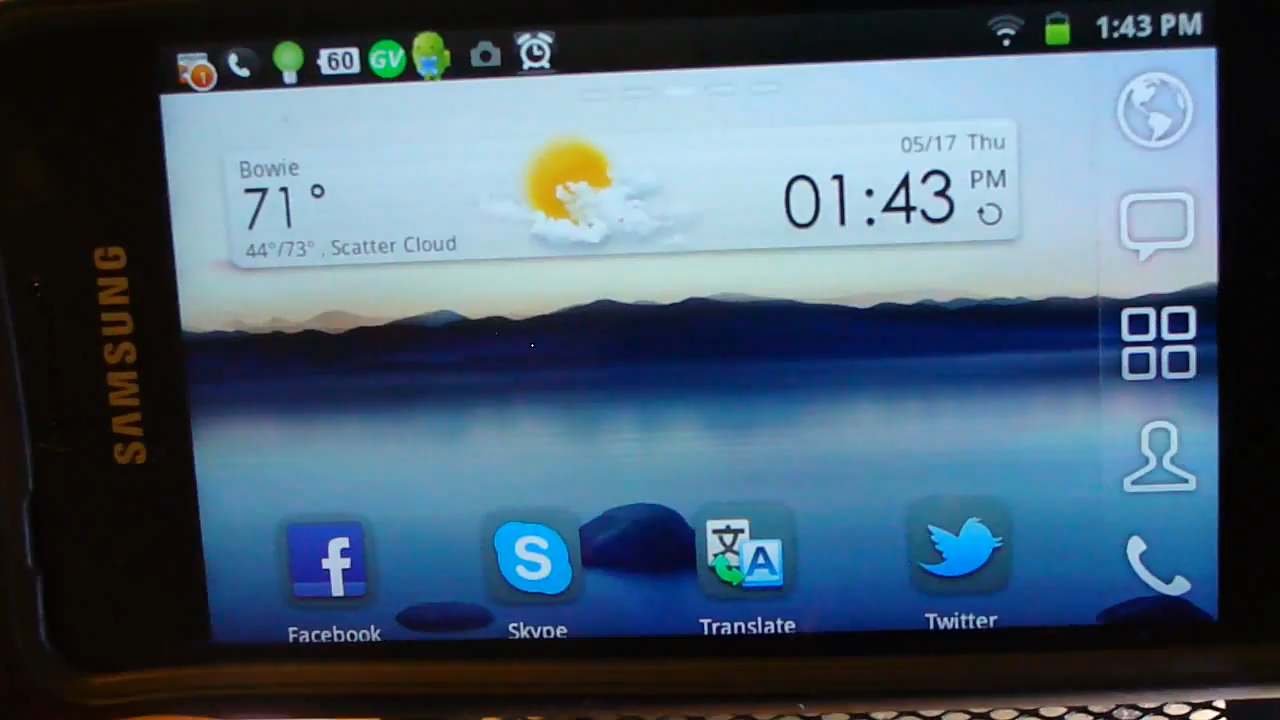 1
60
GV
1:43 PM
Bowie
71°
44°/73° , Scatter Cloud
05/17 Thu
01:43 PM
SAMSUNG
f
S
文 A
Facebook
Skype
Translate
Twitter